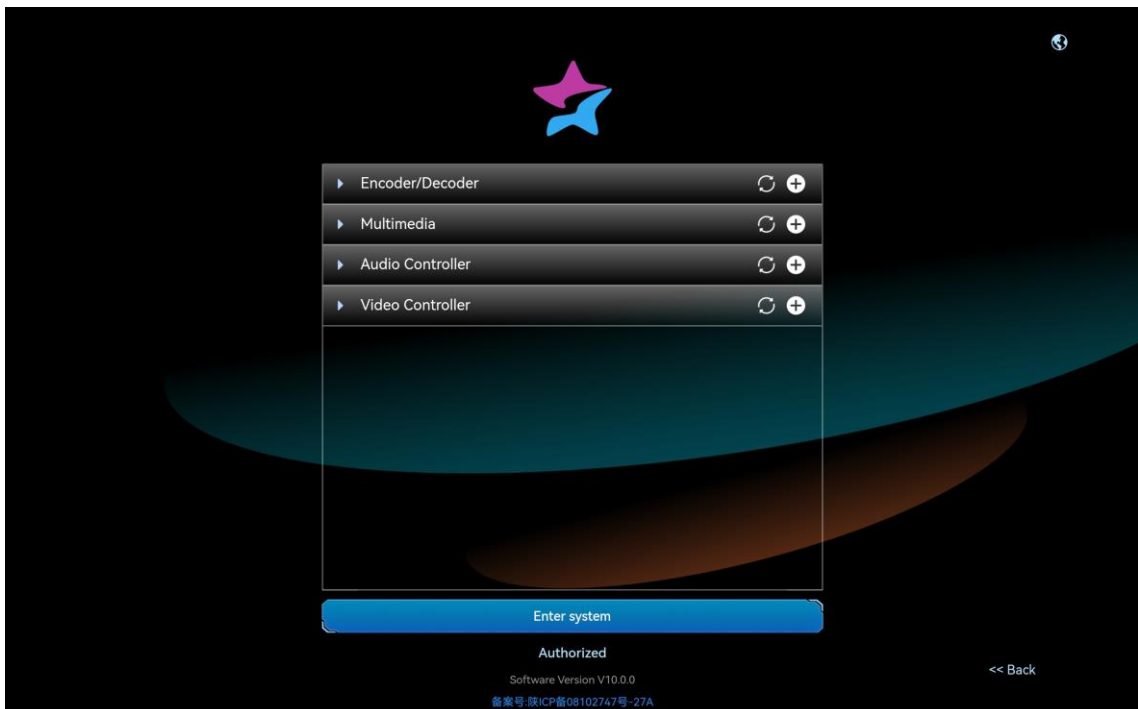 Encoder/Decoder
Multimedia
Audio Controller
Video Controller
Enter system
Authorized
<< Back
Software Version V10.0.0
备案号:陕ICP备08102747号-27A